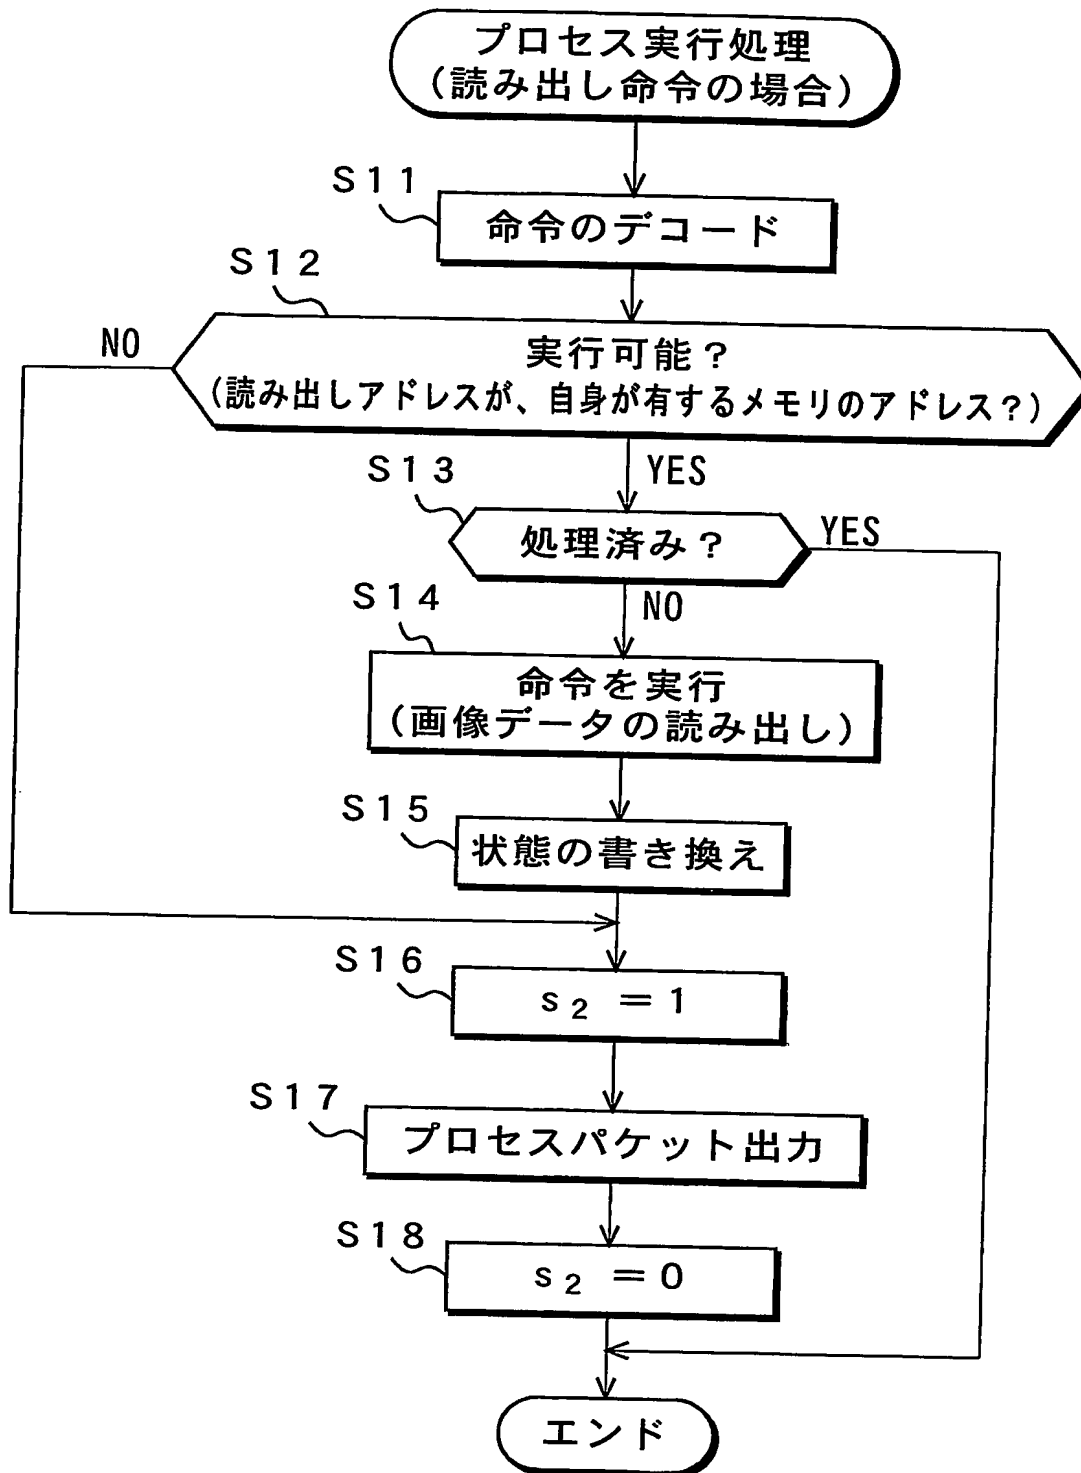 プロセス実行処理
(読み出し命令の場合)
S11
命令のデコード
S12
NO
実行可能?
(読み出しアドレスが、自身が有するメモリのアドレス?)
YES
S13
処理済み?
YES
NO
S14
命令を実行
(画像データの読み出し)
S15
状態の書き換え
S16
s₂ =1
S17
プロセスパケット出力
S18
s₂ =0
エンド